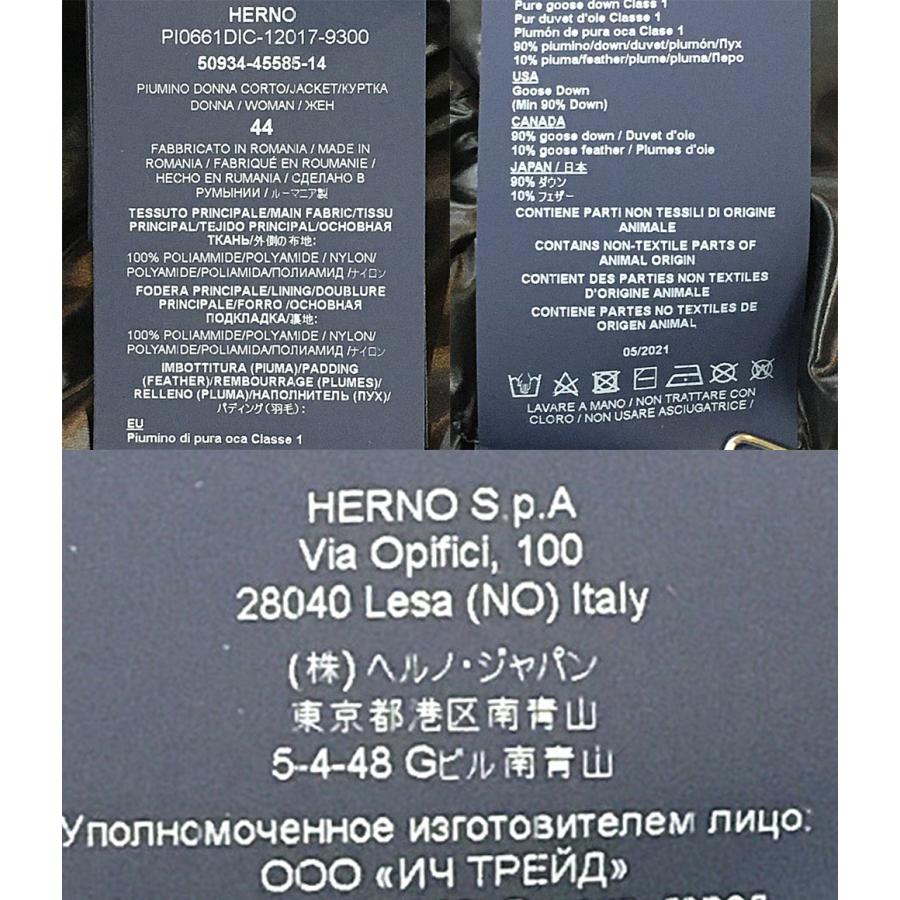 HERNO
PI0661DIC-12017-9300
50934-45585-14
PIUMINO DONNA CORTO/JACKET/КУРТКА
DONNA / WOMAN / ЖЕН
44
FABBRICATO IN ROMANIA / MADE IN
ROMANIA / FABRIQUÉ EN ROUMANIE /
HECHO EN RUMANIA / СДЕЛАНО В
РУМЫНИИ / ルーマニア製
TESSUTO PRINCIPALE/MAIN FABRIC/TISSU
PRINCIPAL/TEJIDO PRINCIPAL/ОСНОВНАЯ
ТКАНЬ/外側の布地:
100% POLIAMMIDE/POLYAMIDE / NYLON/
POLYAMIDE/POLIAMIDA/ПОЛИАМИД /ナイロン
FODERA PRINCIPALE/LINING/DOUBLURE
PRINCIPALE/FORRO /ОСНОВНАЯ
ПОДКЛАДКА/裏地:
100% POLIAMMIDE/POLYAMIDE / NYLON/
POLYAMIDE/POLIAMIDA/ПОЛИАМИД /ナイロン
IMBOTTITURA (PIUMA)/PADDING
(FEATHER)/REMBOURRAGE (PLUMES)/
RELLENO (PLUMA)/НАПОЛНИТЕЛЬ (ПУХ)/
パディング(羽毛):
EU
Piumino di pura oca Classe 1
Pure goose down Class 1
Pur duvet d'oie Classe 1
Plumón de pura oca Clase 1
90% piumino/down/duvet/plumón/Пух
10% piuma/feather/plume/pluma/Перо
USA
Goose Down
(Min 90% Down)
CANADA
90% goose down / Duvet d'oie
10% goose feather / Plumes d'oie
JAPAN / 日本
90% ダウン
10% フェザー
CONTIENE PARTI NON TESSILI DI ORIGINE
ANIMALE
CONTAINS NON-TEXTILE PARTS OF
ANIMAL ORIGIN
CONTIENT DES PARTIES NON TEXTILES
D'ORIGINE ANIMALE
CONTIENE PARTES NO TEXTILES DE
ORIGEN ANIMAL
05/2021
LAVARE A MANO / NON TRATTARE CON
CLORO / NON USARE ASCIUGATRICE /
HERNO S.p.A
Via Opifici, 100
28040 Lesa (NO) Italy
(株)ヘルノ・ジャパン
東京都港区南青山
5-4-48 Gビル南青山
Уполномоченное изготовителем лицо:
ООО «ИЧ ТРЕЙД»